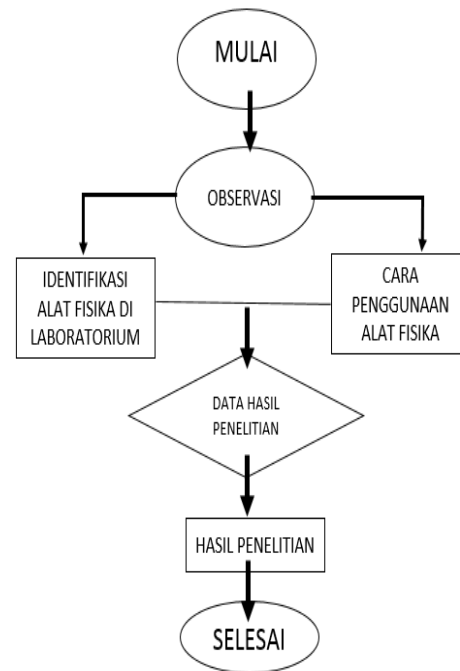 MULAI
OBSERVASI
IDENTIFIKASI
ALAT FISIKA DI
LABORATORIUM
CARA
PENGGUNAAN
ALAT FISIKA
DATA HASIL
PENELITIAN
HASIL PENELITIAN
SELESAI